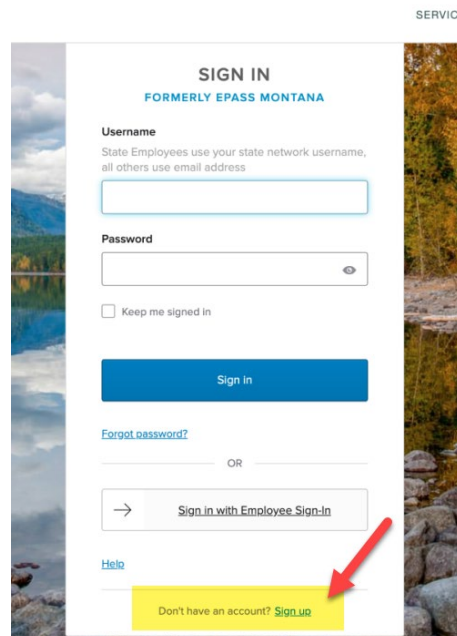 SERVIC
SIGN IN
FORMERLY EPASS MONTANA
Username
State Employees use your state network username,
all others use email address
Password
Keep me signed in
Sign in
Forgot password?
OR
Sign in with Employee Sign-In
Help
Don't have an account? Sign up